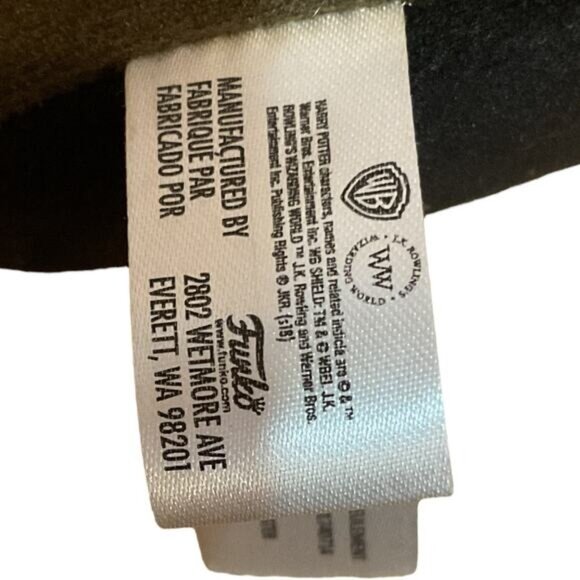 WB
J.K. ROWLING'S
WIZARDING WORLD
WW
HARRY POTTER characters, names and related indicia are © & ™
Warner Bros. Entertainment Inc. WB SHIELD: TM & © WBEI. J.K.
ROWLING'S WIZARDING WORLD ™ J.K. Rowling and Warner Bros.
Entertainment Inc. Publishing Rights © JKR. (s18)
Funko
www.funko.com
MANUFACTURED BY
FABRIQUÉ PAR
FABRICADO POR
2802 WETMORE AVE
EVERETT, WA 98201